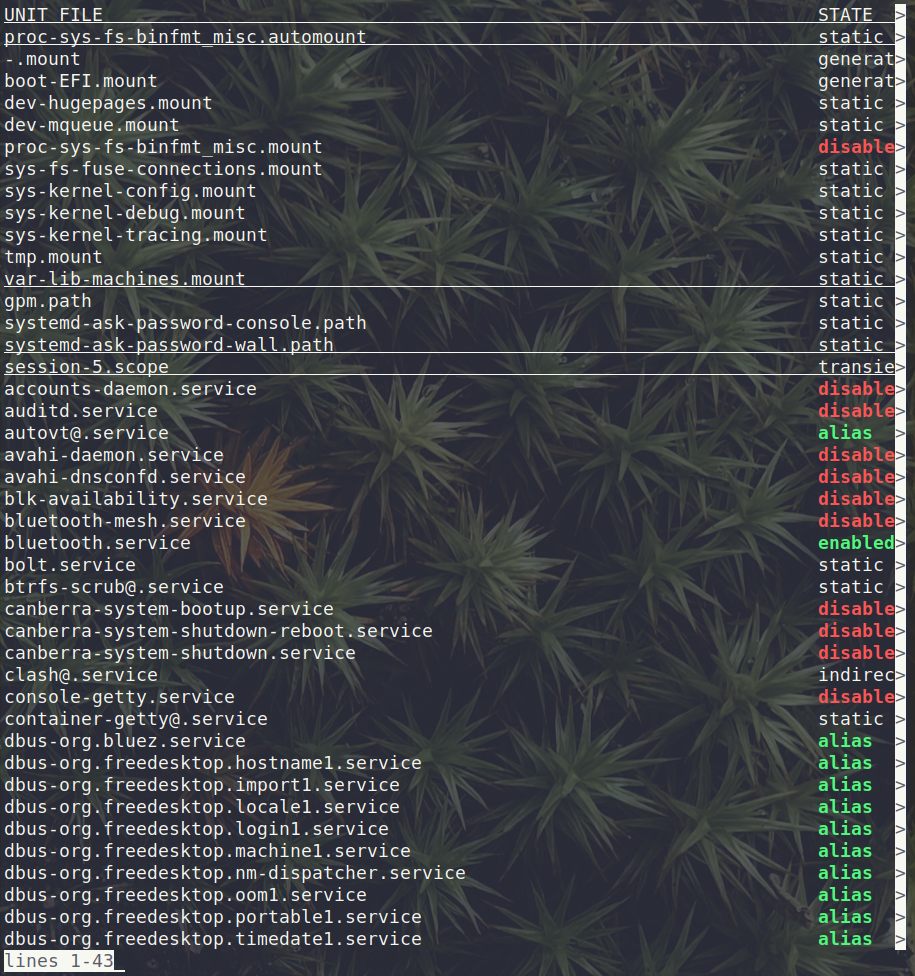 UNIT FILE STATE >
proc-sys-fs-binfmt_misc.automount static >
-.mount generat>
boot-EFI.mount generat>
dev-hugepages.mount static >
dev-mqueue.mount static >
proc-sys-fs-binfmt_misc.mount disable>
sys-fs-fuse-connections.mount static >
sys-kernel-config.mount static >
sys-kernel-debug.mount static >
sys-kernel-tracing.mount static >
tmp.mount static >
var-lib-machines.mount static >
gpm.path static >
systemd-ask-password-console.path static >
systemd-ask-password-wall.path static >
session-5.scope transie>
accounts-daemon.service disable>
auditd.service disable>
autovt@.service alias >
avahi-daemon.service disable>
avahi-dnsconfd.service disable>
blk-availability.service disable>
bluetooth-mesh.service disable>
bluetooth.service enabled>
bolt.service static >
btrfs-scrub@.service static >
canberra-system-bootup.service disable>
canberra-system-shutdown-reboot.service disable>
canberra-system-shutdown.service disable>
clash@.service indirec>
console-getty.service disable>
container-getty@.service static >
dbus-org.bluez.service alias >
dbus-org.freedesktop.hostname1.service alias >
dbus-org.freedesktop.import1.service alias >
dbus-org.freedesktop.locale1.service alias >
dbus-org.freedesktop.login1.service alias >
dbus-org.freedesktop.machine1.service alias >
dbus-org.freedesktop.nm-dispatcher.service alias >
dbus-org.freedesktop.oom1.service alias >
dbus-org.freedesktop.portable1.service alias >
dbus-org.freedesktop.timedate1.service alias >
lines 1-43